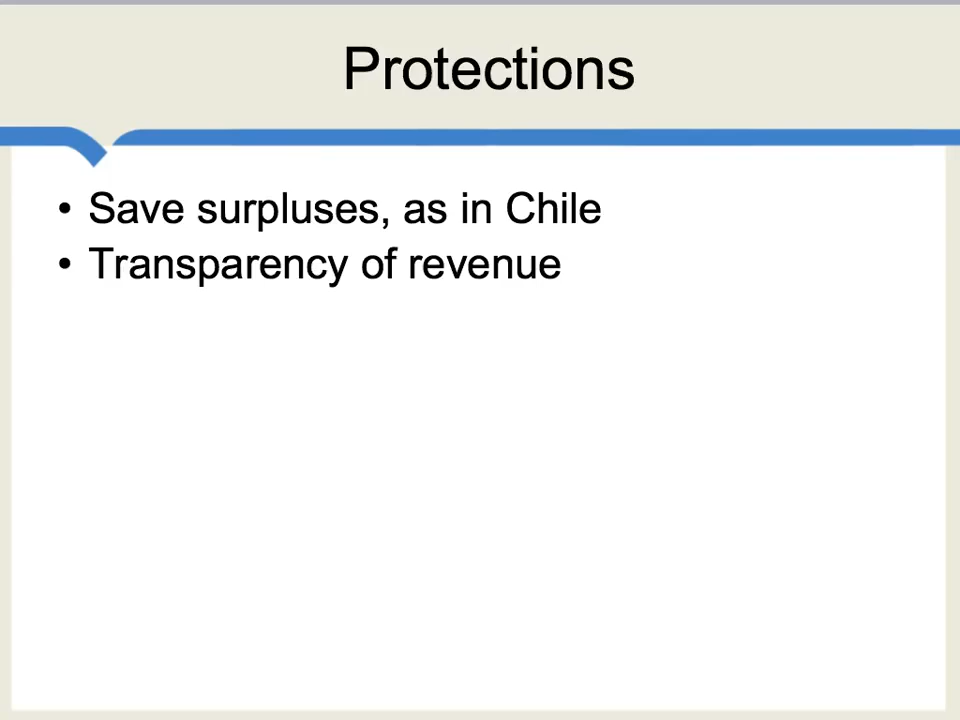 Protections
• Save surpluses, as in Chile
• Transparency of revenue